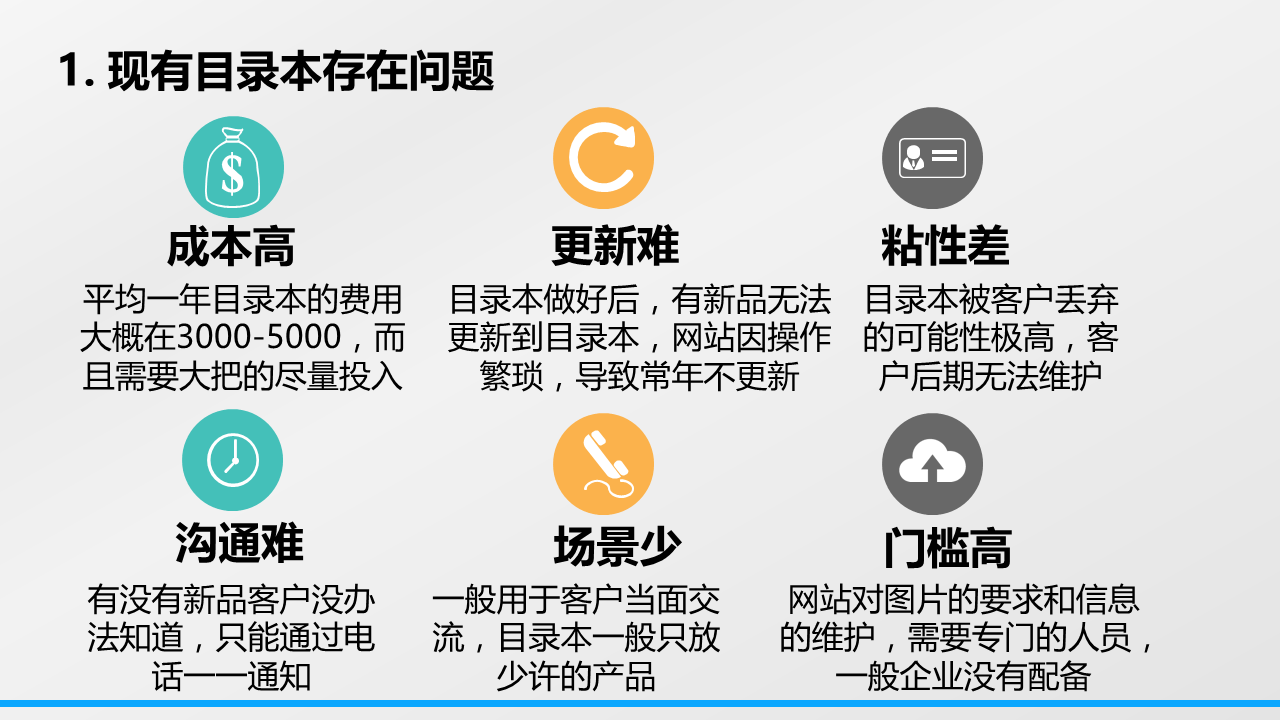 1. 现有目录本存在问题
$
成本高
平均一年目录本的费用
大概在3000-5000，而
且需要大把的尽量投入
更新难
目录本做好后，有新品无法
更新到目录本，网站因操作
繁琐，导致常年不更新
粘性差
目录本被客户丢弃
的可能性极高，客
户后期无法维护
沟通难
有没有新品客户没办
法知道，只能通过电
话一一通知
场景少
一般用于客户当面交
流，目录本一般只放
少许的产品
门槛高
网站对图片的要求和信息
的维护，需要专门的人员，
一般企业没有配备